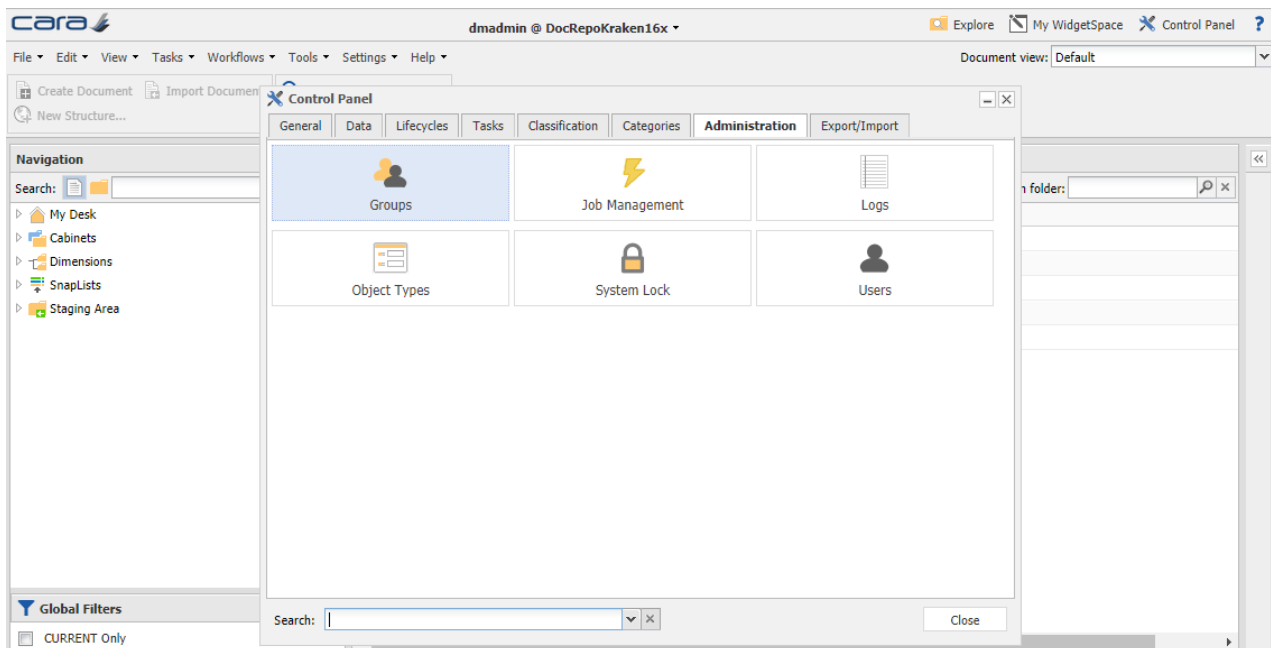 cara
dmadmin @ DocRepoKraken16x
Explore My WidgetSpace Control Panel ?
File Edit View Tasks Workflows Tools Settings Help
Document view: Default
Create Document Import Documen
New Structure...
Control Panel
General Data Lifecycles Tasks Classification Categories Administration Export/Import
Navigation
Search:
My Desk
Cabinets
Dimensions
SnapLists
Staging Area
Groups Job Management Logs
Object Types System Lock Users
folder:
Global Filters
CURRENT Only
Search:
Close